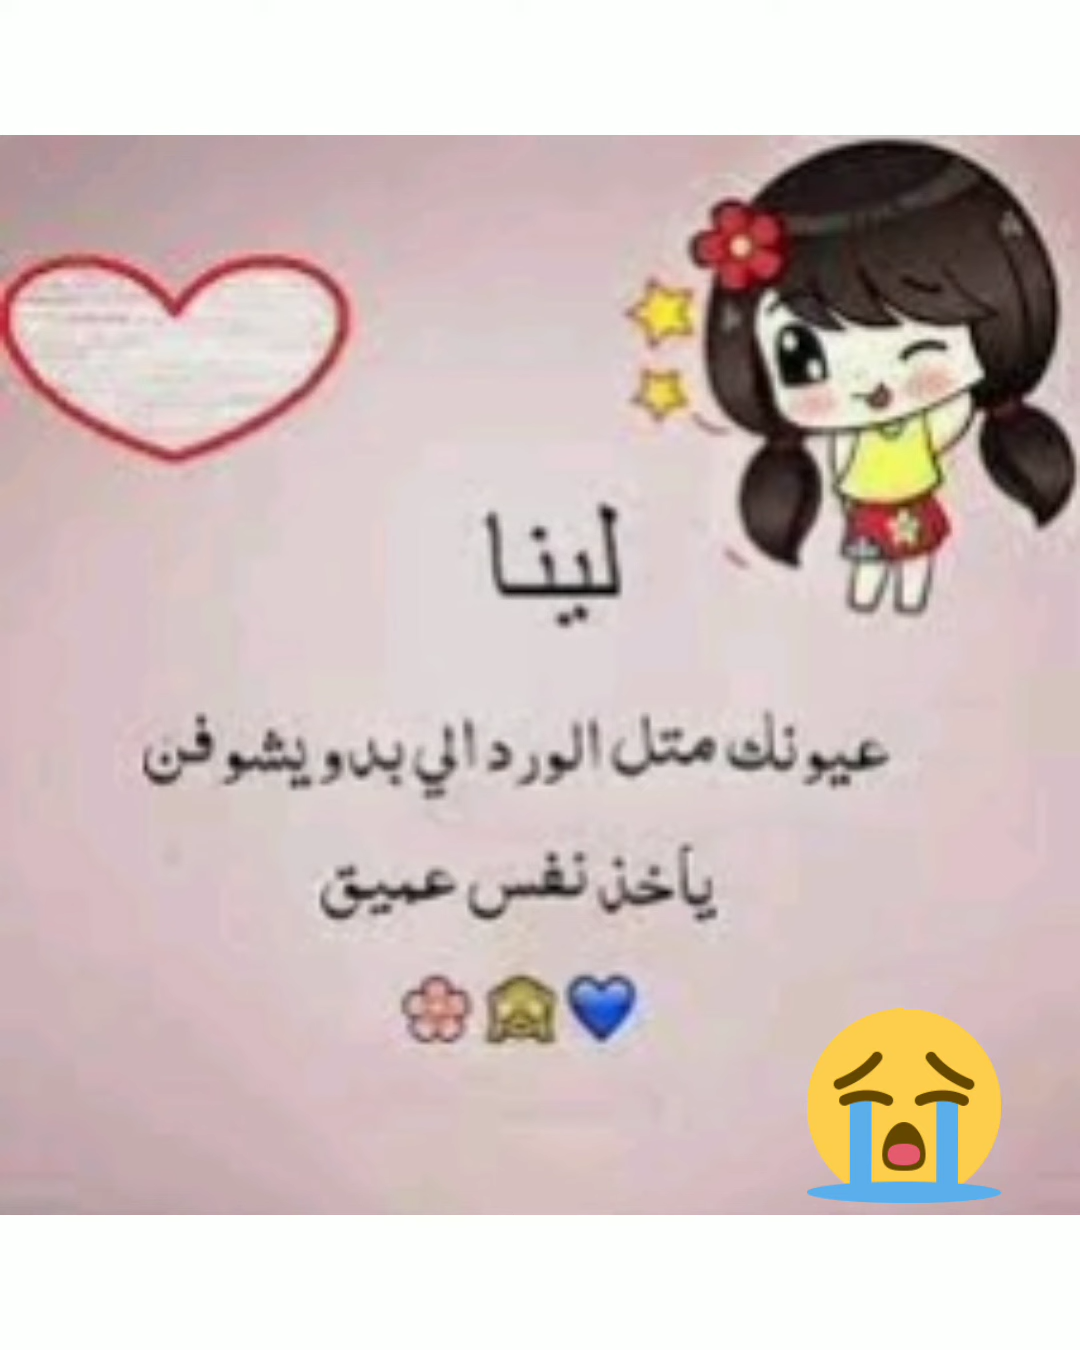 لينا
عيونك متل الورد الي بدو يشوفن
يأخذ نفس عميق
💙🙈🌸